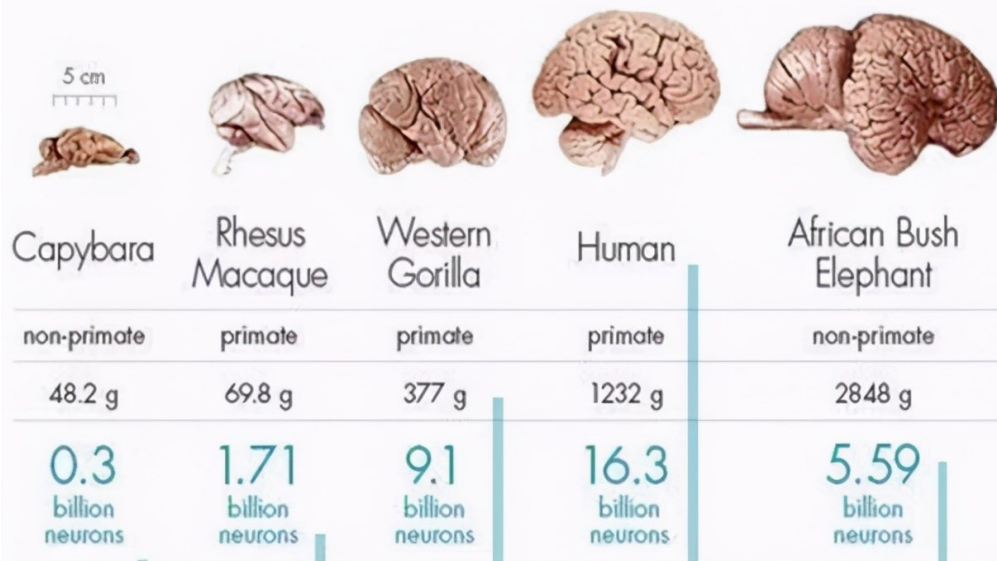 5 cm
Capybara
Rhesus
Macaque
Western
Gorilla
Human
African Bush
Elephant
non-primate primate primate primate non-primate
48.2 g 69.8 g 377 g 1232 g 2848 g
0.3 1.71 9.1 16.3 5.59
billion billion billion billion billion
neurons neurons neurons neurons neurons